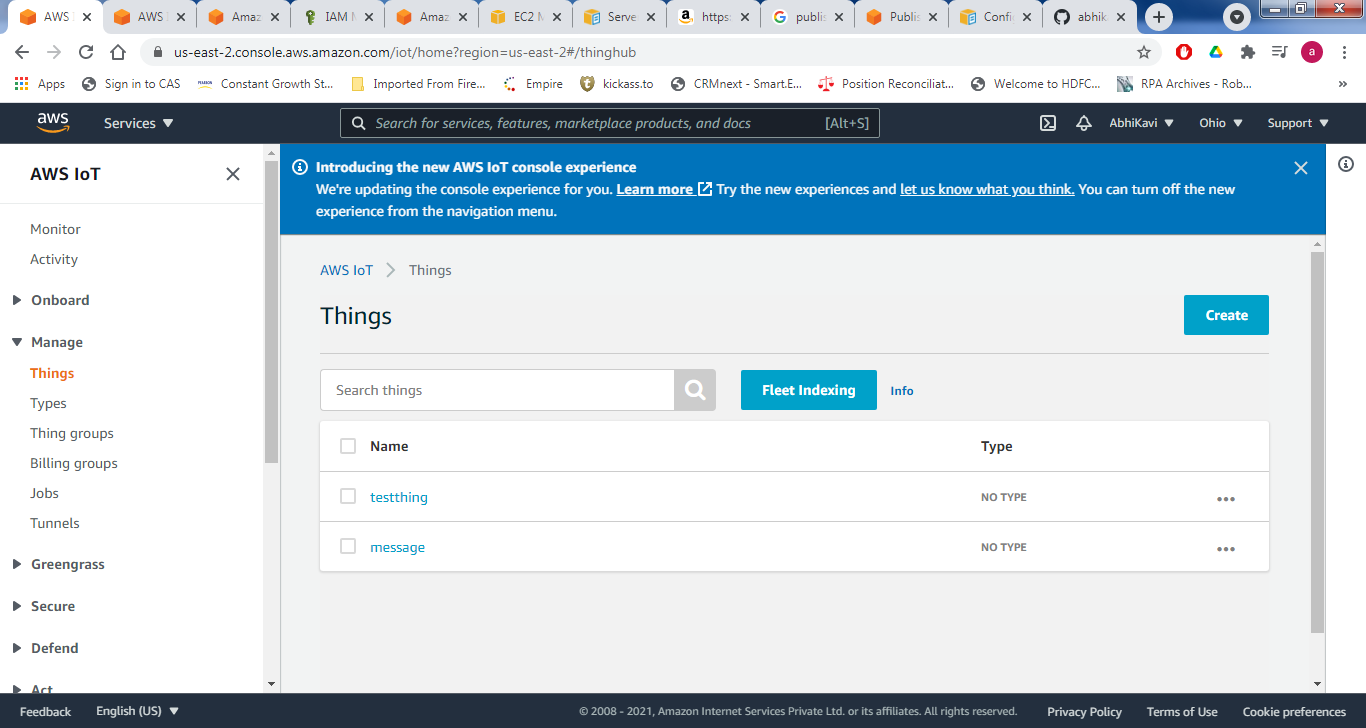 AWS
AWS
Amaz
IAM M
Amaz
EC2 M
Serve
https:
publis
Publis
Confi
abhik
us-east-2.console.aws.amazon.com/iot/home?region=us-east-2#/thinghub
a
Apps
Sign in to CAS
Constant Growth St...
Imported From Fire...
Empire
kickass.to
CRMnext - Smart.E...
Position Reconciliat...
Welcome to HDFC...
RPA Archives - Rob...
»
aws
Services
Search for services, features, marketplace products, and docs
[Alt+S]
AbhiKavi
Ohio
Support
AWS IoT
Monitor
Activity
Onboard
Manage
Things
Types
Thing groups
Billing groups
Jobs
Tunnels
Greengrass
Secure
Defend
Act
Introducing the new AWS IoT console experience
We're updating the console experience for you. Learn more Try the new experiences and let us know what you think. You can turn off the new
experience from the navigation menu.
AWS IoT
Things
Things
Create
Search things
Fleet Indexing
Info
Name
Type
testthing
NO TYPE
message
NO TYPE
Feedback
English (US)
© 2008 - 2021, Amazon Internet Services Private Ltd. or its affiliates. All rights reserved.
Privacy Policy
Terms of Use
Cookie preferences